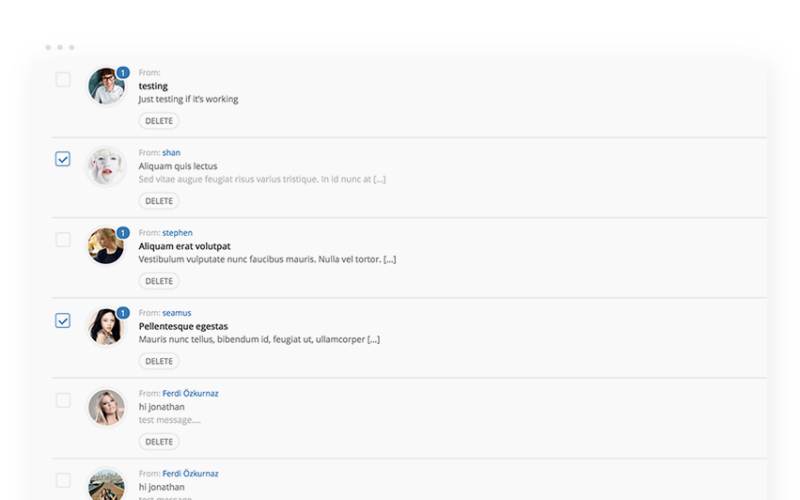 1
From:
testing
Just testing if it's working
DELETE
From: shan
Aliquam quis lectus
Sed vitae augue feugiat risus varius tristique. In id nunc at [...]
DELETE
1
From: stephen
Aliquam erat volutpat
Vestibulum vulputate nunc faucibus mauris. Nulla vel tortor. [...]
DELETE
1
From: seamus
Pellentesque egestas
Mauris nunc tellus, bibendum id, feugiat ut, ullamcorper [...]
DELETE
From: Ferdi Özkurnaz
hi jonathan
test message....
DELETE
From: Ferdi Özkurnaz
hi jonathan
test message